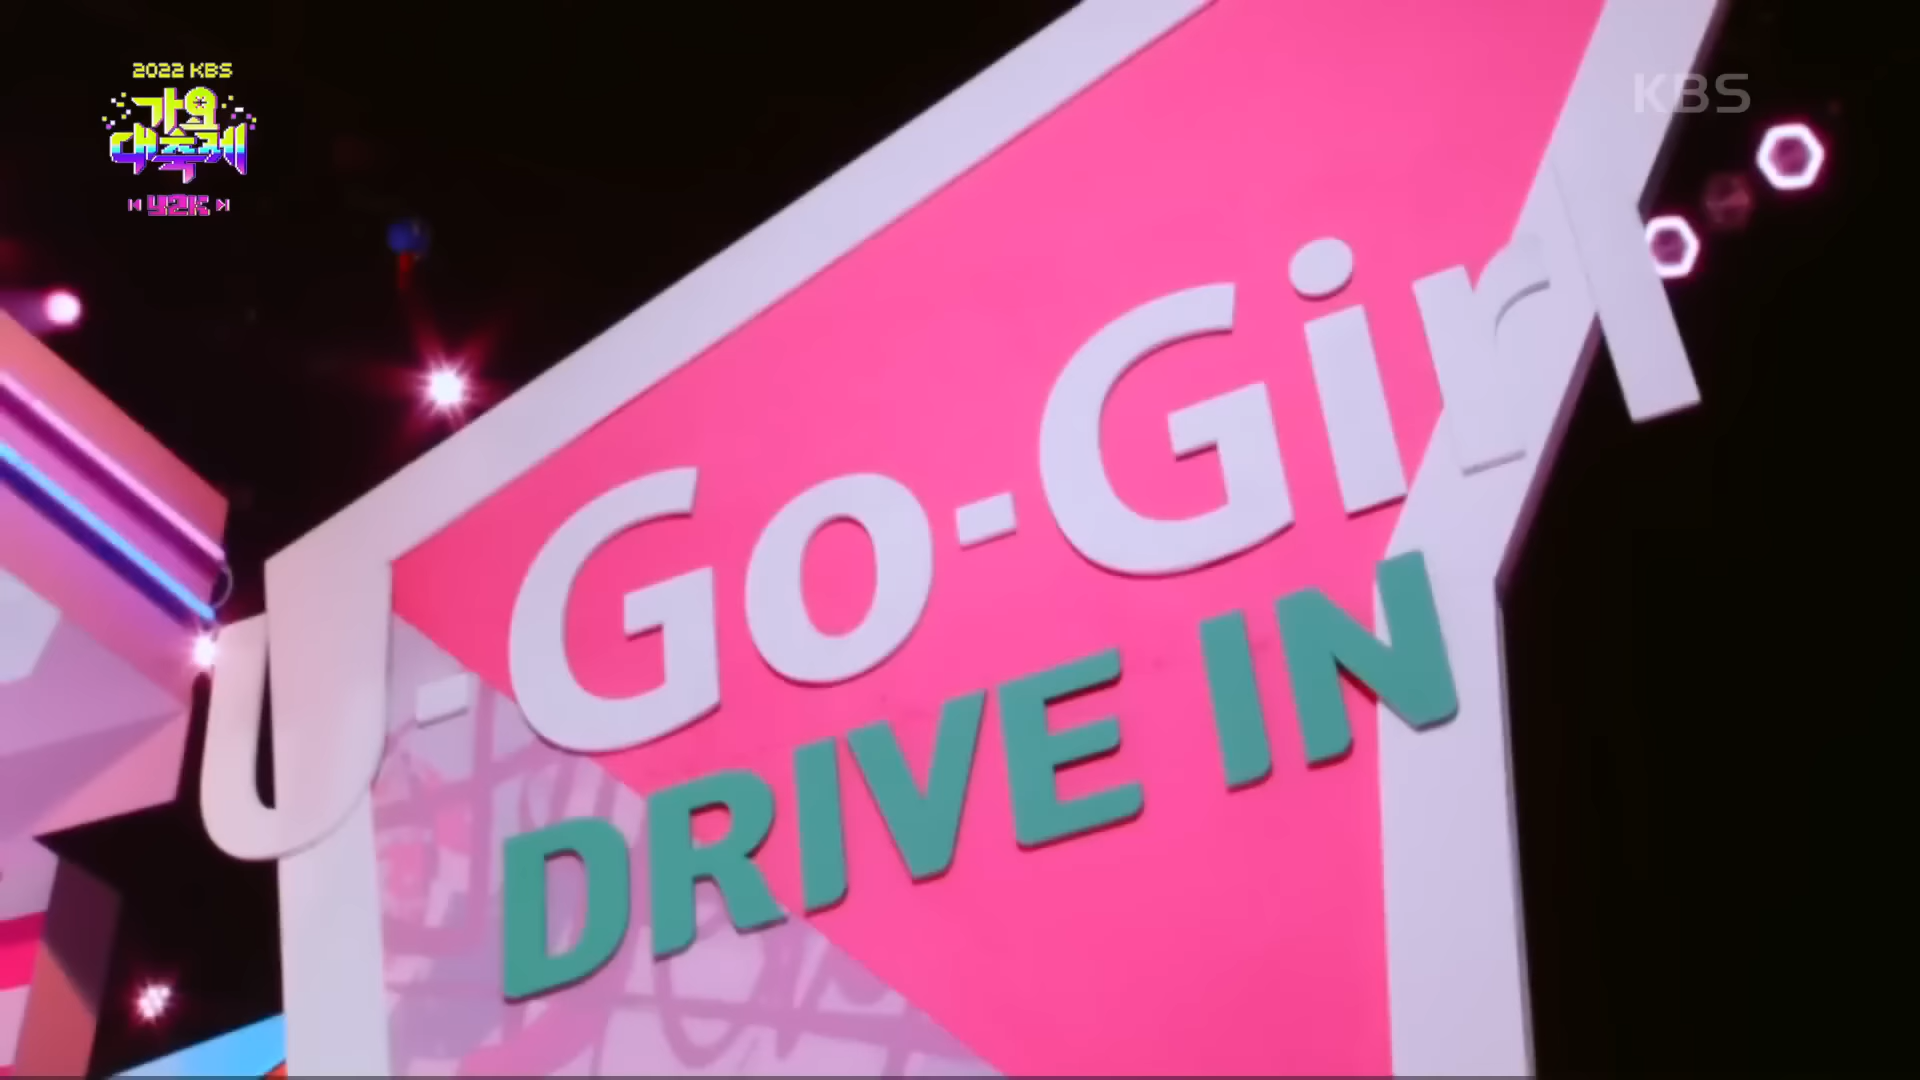 2022 KBS
가요
대축제
Y2K
KBS
U-Go-Girl
DRIVE IN